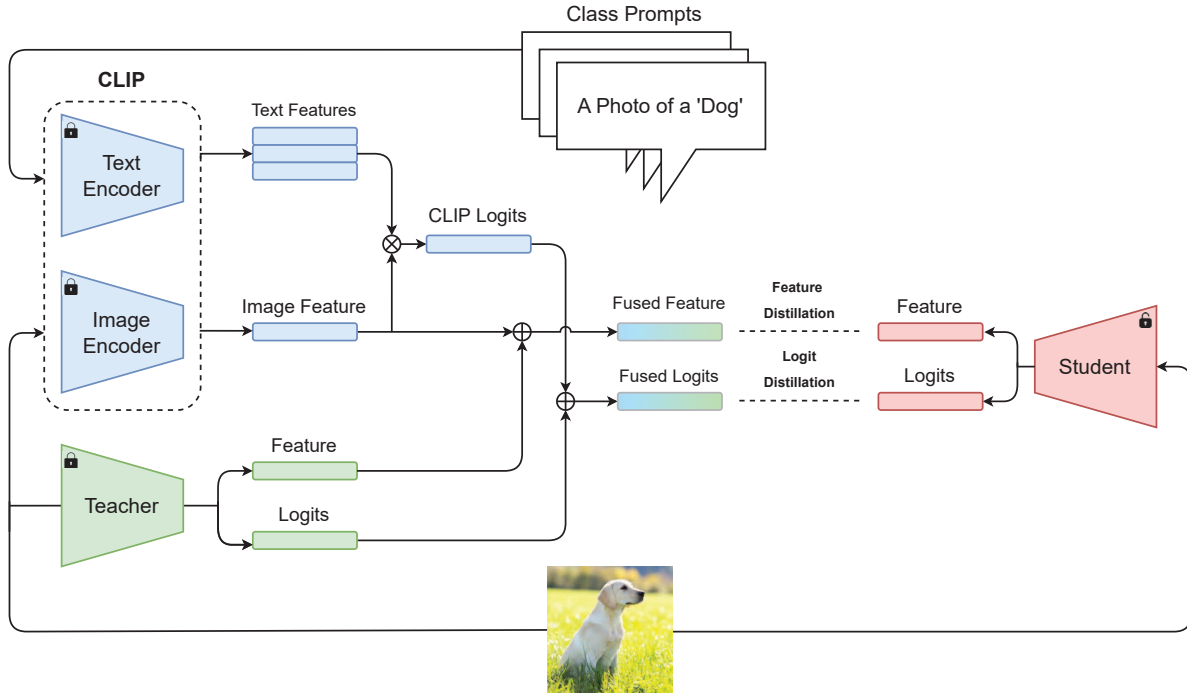 Class Prompts
CLIP
A Photo of a 'Dog'
Text Features
Text
Encoder
CLIP Logits
Image Feature
Image
Encoder
Fused Feature
Feature
Distillation
Feature
Fused Logits
Logit
Distillation
Logits
Student
Feature
Teacher
Logits